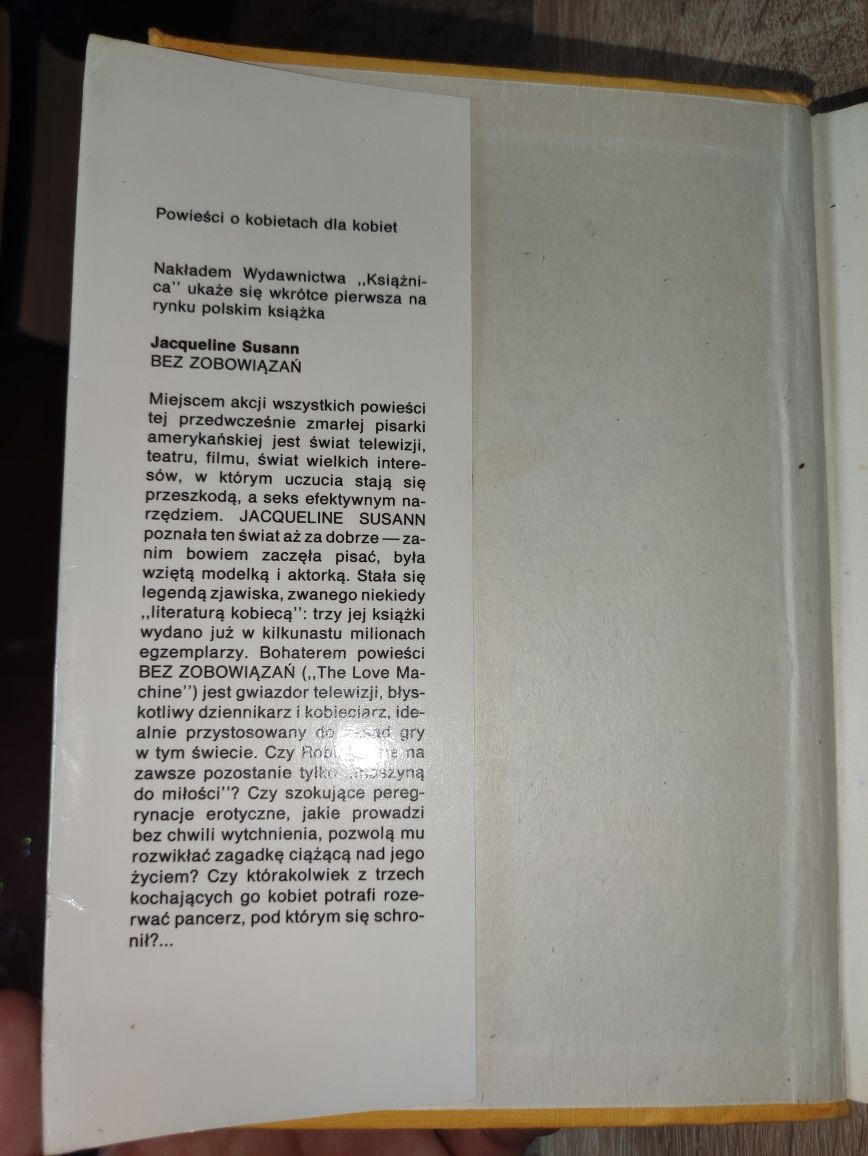 Powieści o kobietach dla kobiet
Nakładem Wydawnictwa ,,Książni-
ca'' ukaże się wkrótce pierwsza na
rynku polskim książka
Jacqueline Susann
BEZ ZOBOWIĄZAŃ
Miejscem akcji wszystkich powieści
tej przedwcześnie zmarłej pisarki
amerykańskiej jest świat telewizji,
teatru, filmu, świat wielkich intere-
sów, w którym uczucia stają się
przeszkodą, a seks efektywnym na-
rzędziem. JACQUELINE SUSANN
poznała ten świat aż za dobrze — za-
nim bowiem zaczęła pisać, była
wziętą modelką i aktorką. Stała się
legendą zjawiska, zwanego niekiedy
,,literaturą kobiecą'': trzy jej książki
wydano już w kilkunastu milionach
egzemplarzy. Bohaterem powieści
BEZ ZOBOWIĄZAŃ (,,The Love Ma-
chine'') jest gwiazdor telewizji, błys-
kotliwy dziennikarz i kobieciarz, ide-
alnie przystosowany do zasad gry
w tym świecie. Czy na
zawsze pozostanie tylko ,,maszyną
do miłości''? Czy szokujące pereg-
rynacje erotyczne, jakie prowadzi
bez chwili wytchnienia, pozwolą mu
rozwikłać zagadkę ciążącą nad jego
życiem? Czy którakolwiek z trzech
kochających go kobiet potrafi roze-
rwać pancerz, pod którym się schro-
nił?...